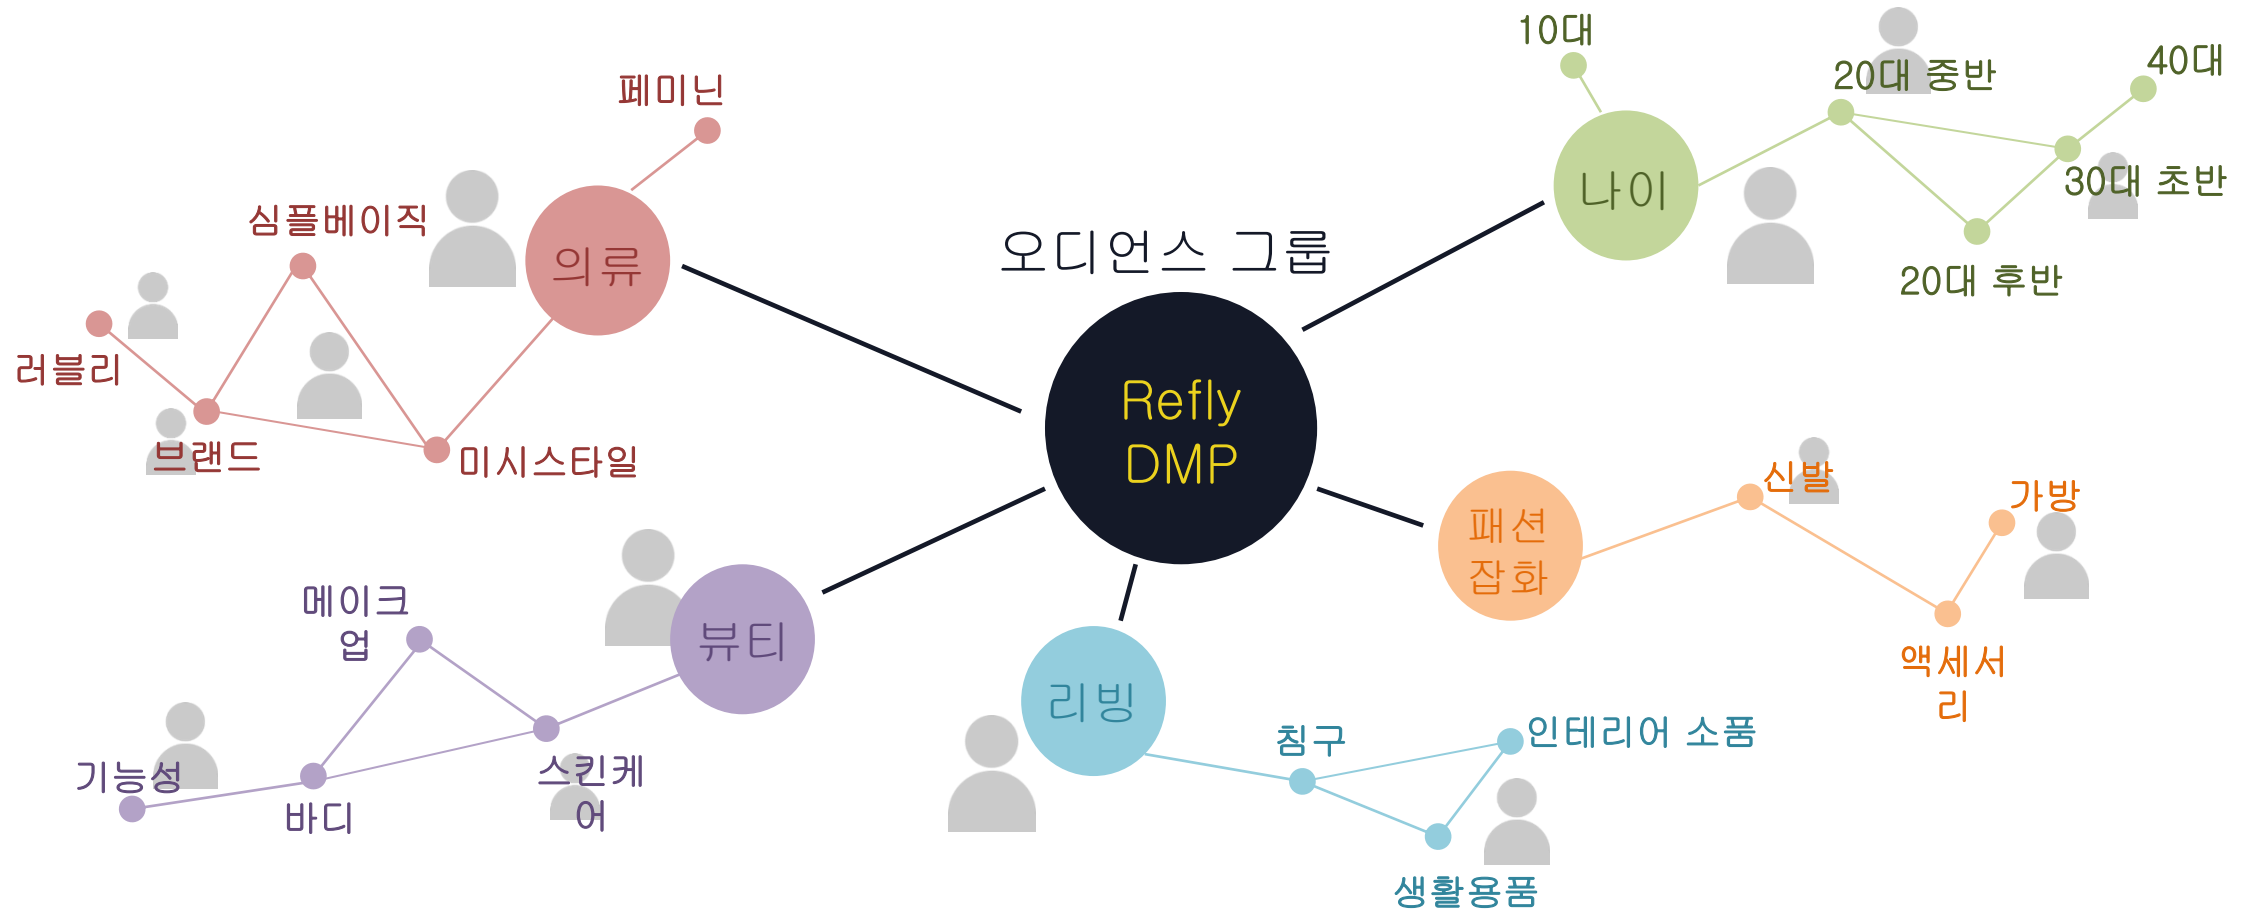 오디언스 그룹
Refly
DMP
의류
페미닌
심플베이직
러블리
브랜드
미시스타일
나이
10대
20대 중반
40대
30대 초반
20대 후반
뷰티
메이크
업
기능성
바디
스킨케
어
리빙
침구
인테리어 소품
생활용품
패션
잡화
신발
가방
액세서
리